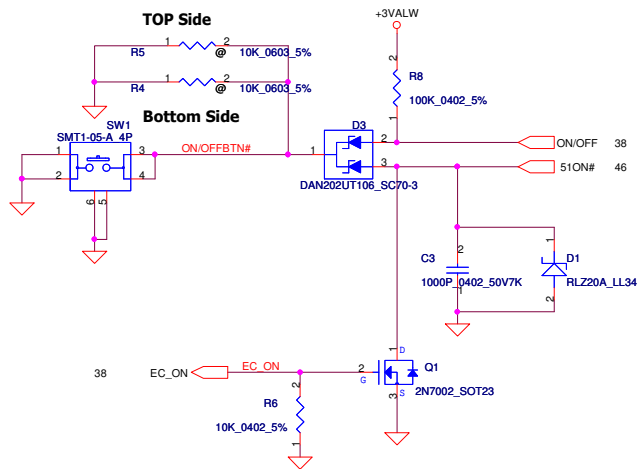 TOP Side
+3VALW
R5
1
2
@
10K_0603_5%
R4
1
2
@
10K_0603_5%
2
R8
100K_0402_5%
1
Bottom Side
SW1
SMT1-05-A_4P
D3
ON/OFFBTN#
1
3
2
4
6
5
1
2
3
DAN202UT106_SC70-3
ON/OFF
38
51ON#
46
C3
2
1000P_0402_50V7K
1
1
D1
RLZ20A_LL34
2
1
D
38
EC_ON
EC_ON
2
G
Q1
S
3
2N7002_SOT23
2
R6
10K_0402_5%
1